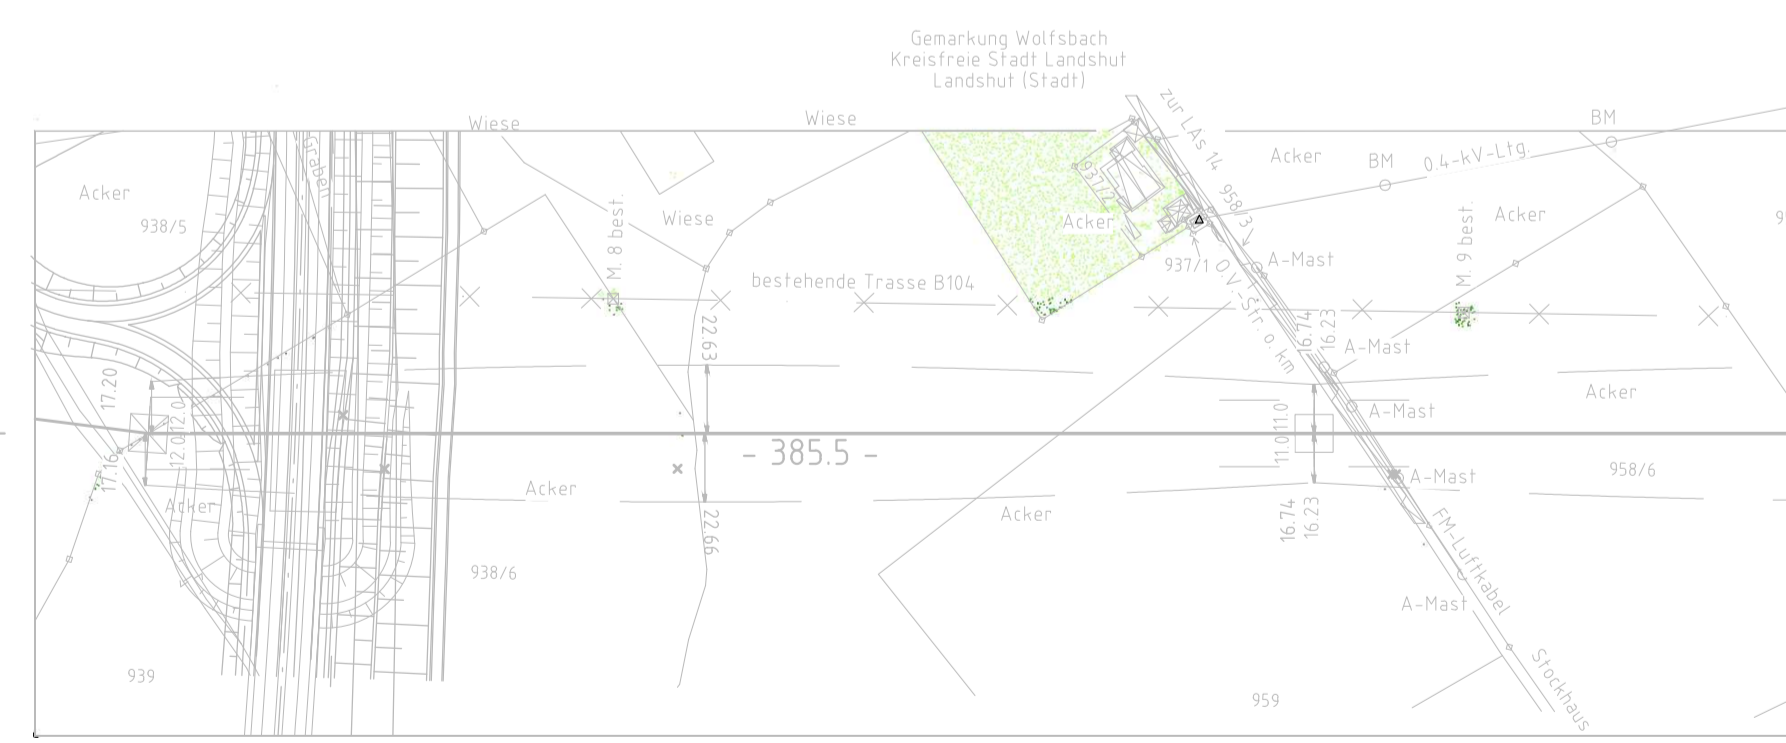 Gemarkung Wolfsbach
Kreisfreie Stadt Landshut
Landshut (Stadt)
zur LAs 14
Wiese
Wiese
BM
Acker
BM
0.4-kV-Ltg.
Acker
938/5
M. 8 best.
Wiese
937/2
Acker
958/3
M. 9 best.
Acker
937/1
A-Mast
bestehende Trasse B104
O.V.-Str. o. km
22.63
16.74
16.23
A-Mast
17.20
12.0
12.0
11.0
11.0
Acker
A-Mast
- 385.5 -
17.16
Acker
Acker
A-Mast
958/6
22.66
Acker
16.74
16.23
FM-Luftkabel
938/6
A-Mast
939
959
Stockhaus